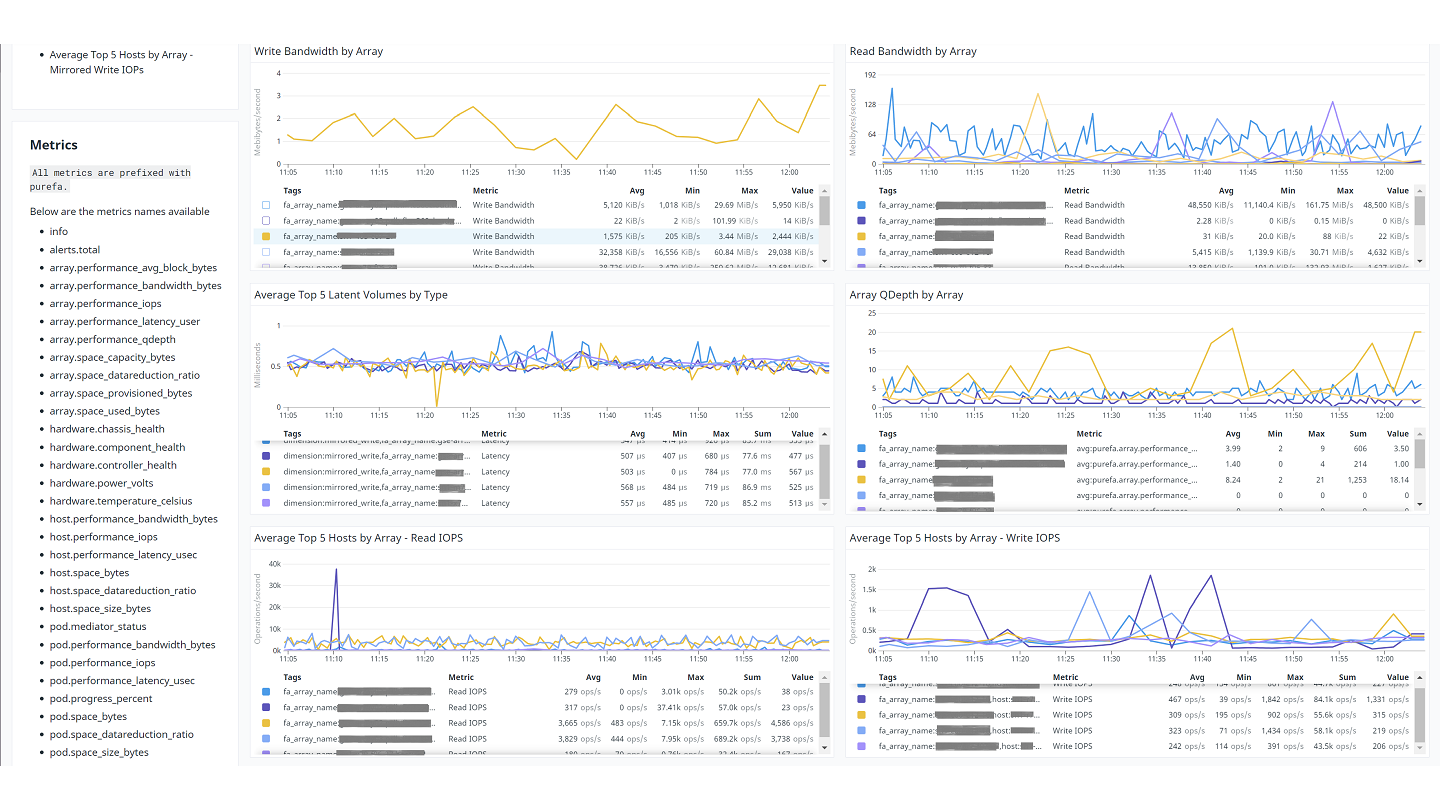 Average Top 5 Hosts by Array -
Mirrored Write IOPs
Metrics
All metrics are prefixed with
purefa.
Below are the metrics names available
info
alerts.total
array.performance_avg_block_bytes
array.performance_bandwidth_bytes
array.performance_iops
array.performance_latency_user
array.performance_qdepth
array.space_capacity_bytes
array.space_datareduction_ratio
array.space_provisioned_bytes
array.space_used_bytes
hardware.chassis_health
hardware.component_health
hardware.controller_health
hardware.power_volts
hardware.temperature_celsius
host.performance_bandwidth_bytes
host.performance_iops
host.performance_latency_usec
host.space_bytes
host.space_datareduction_ratio
host.space_size_bytes
pod.mediator_status
pod.performance_bandwidth_bytes
pod.performance_iops
pod.performance_latency_usec
pod.progress_percent
pod.space_bytes
pod.space_datareduction_ratio
pod.space_size_bytes
Write Bandwidth by Array
Mebibytes/second
4
3
2
1
0
11:05 11:10 11:15 11:20 11:25 11:30 11:35 11:40 11:45 11:50 11:55 12:00
Tags Metric Avg Min Max Value
fa_array_name: ... Write Bandwidth 5,120 KiB/s 1,018 KiB/s 29.69 MiB/s 5,950 KiB/s
fa_array_name: ... Write Bandwidth 22 KiB/s 2 KiB/s 101.99 KiB/s 14 KiB/s
fa_array_name: Write Bandwidth 1,575 KiB/s 205 KiB/s 3.44 MiB/s 2,444 KiB/s
fa_array_name: Write Bandwidth 32,358 KiB/s 16,556 KiB/s 60.84 MiB/s 29,038 KiB/s
fa_array_name: Write Bandwidth
Read Bandwidth by Array
Mebibytes/second
192
128
64
0
11:05 11:10 11:15 11:20 11:25 11:30 11:35 11:40 11:45 11:50 11:55 12:00
Tags Metric Avg Min Max Value
fa_array_name: ... Read Bandwidth 48,550 KiB/s 11,140.4 KiB/s 161.75 MiB/s 48,500 KiB/s
fa_array_name: ... Read Bandwidth 2.28 KiB/s 0 KiB/s 0.15 MiB/s 0 KiB/s
fa_array_name: Read Bandwidth 31 KiB/s 20.0 KiB/s 88 KiB/s 22 KiB/s
fa_array_name: Read Bandwidth 5,415 KiB/s 1,139.9 KiB/s 30.71 MiB/s 4,632 KiB/s
fa_array_name: Read Bandwidth
Average Top 5 Latent Volumes by Type
Milliseconds
1
0.5
0
11:05 11:10 11:15 11:20 11:25 11:30 11:35 11:40 11:45 11:50 11:55 12:00
Tags Metric Avg Min Max Sum Value
dimension:mirrored_write,fa_array_name: Latency
dimension:mirrored_write,fa_array_name: ... Latency 507 µs 407 µs 680 µs 77.6 ms 477 µs
dimension:mirrored_write,fa_array_name: ... Latency 503 µs 0 µs 784 µs 77.0 ms 567 µs
dimension:mirrored_write,fa_array_name: ... Latency 568 µs 484 µs 719 µs 86.9 ms 525 µs
dimension:mirrored_write,fa_array_name: ... Latency 557 µs 485 µs 720 µs 85.2 ms 513 µs
Array QDepth by Array
25
20
15
10
5
0
11:05 11:10 11:15 11:20 11:25 11:30 11:35 11:40 11:45 11:50 11:55 12:00
Tags Metric Avg Min Max Sum Value
fa_array_name: avg:purefa.array.performance_... 3.99 2 9 606 3.50
fa_array_name: avg:purefa.array.performance_... 1.40 0 4 214 1.00
fa_array_name: avg:purefa.array.performance_... 8.24 2 21 1,253 18.14
fa_array_name: avg:purefa.array.performance_... 0 0 0 0 0
Average Top 5 Hosts by Array - Read IOPS
Operations/second
40k
30k
20k
10k
0k
11:05 11:10 11:15 11:20 11:25 11:30 11:35 11:40 11:45 11:50 11:55 12:00
Tags Metric Avg Min Max Sum Value
fa_array_name: .. Read IOPS 279 ops/s 0 ops/s 3.01k ops/s 50.2k ops/s 38 ops/s
fa_array_name: .. Read IOPS 317 ops/s 0 ops/s 37.41k ops/s 57.0k ops/s 23 ops/s
fa_array_name: .. Read IOPS 3,665 ops/s 483 ops/s 7.15k ops/s 659.7k ops/s 4,586 ops/s
fa_array_name: .. Read IOPS 3,829 ops/s 444 ops/s 7.95k ops/s 689.2k ops/s 3,738 ops/s
fa_array_name: Read IOPS
Average Top 5 Hosts by Array - Write IOPS
Operations/second
2k
1.5k
1k
0.5k
0k
11:05 11:10 11:15 11:20 11:25 11:30 11:35 11:40 11:45 11:50 11:55 12:00
Tags Metric Avg Min Max Sum Value
fa_array_name: Write IOPS
fa_array_name: ,host: ... Write IOPS 467 ops/s 39 ops/s 1,842 ops/s 84.1k ops/s 1,331 ops/s
fa_array_name: ,host: ... Write IOPS 309 ops/s 195 ops/s 902 ops/s 55.6k ops/s 315 ops/s
fa_array_name: ,host: ... Write IOPS 323 ops/s 71 ops/s 1,434 ops/s 58.1k ops/s 219 ops/s
fa_array_name: ,host: ... Write IOPS 242 ops/s 114 ops/s 391 ops/s 43.5k ops/s 206 ops/s